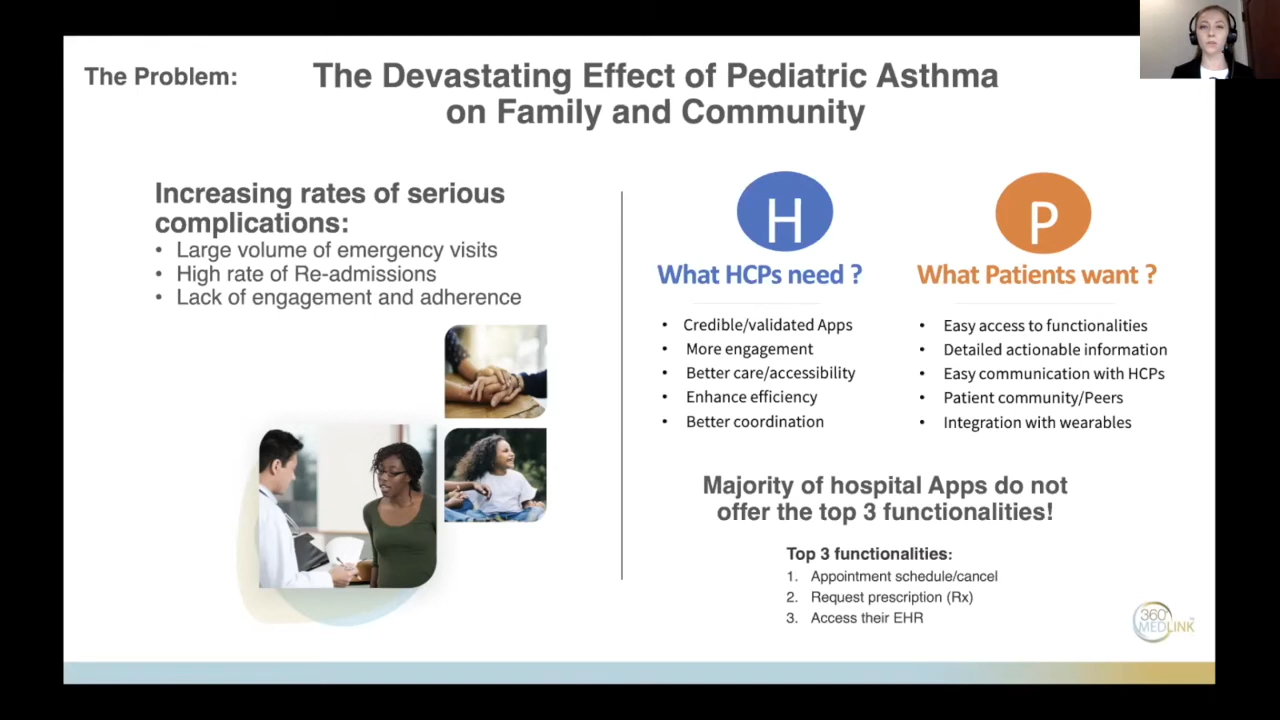 The Problem:
The Devastating Effect of Pediatric Asthma
on Family and Community
Increasing rates of serious
complications:
• Large volume of emergency visits
• High rate of Re-admissions
• Lack of engagement and adherence
H
What HCPs need ?
• Credible/validated Apps
• More engagement
• Better care/accessibility
• Enhance efficiency
• Better coordination
P
What Patients want ?
• Easy access to functionalities
• Detailed actionable information
• Easy communication with HCPs
• Patient community/Peers
• Integration with wearables
Majority of hospital Apps do not
offer the top 3 functionalities!
Top 3 functionalities:
1. Appointment schedule/cancel
2. Request prescription (Rx)
3. Access their EHR
360°
MEDLINK™